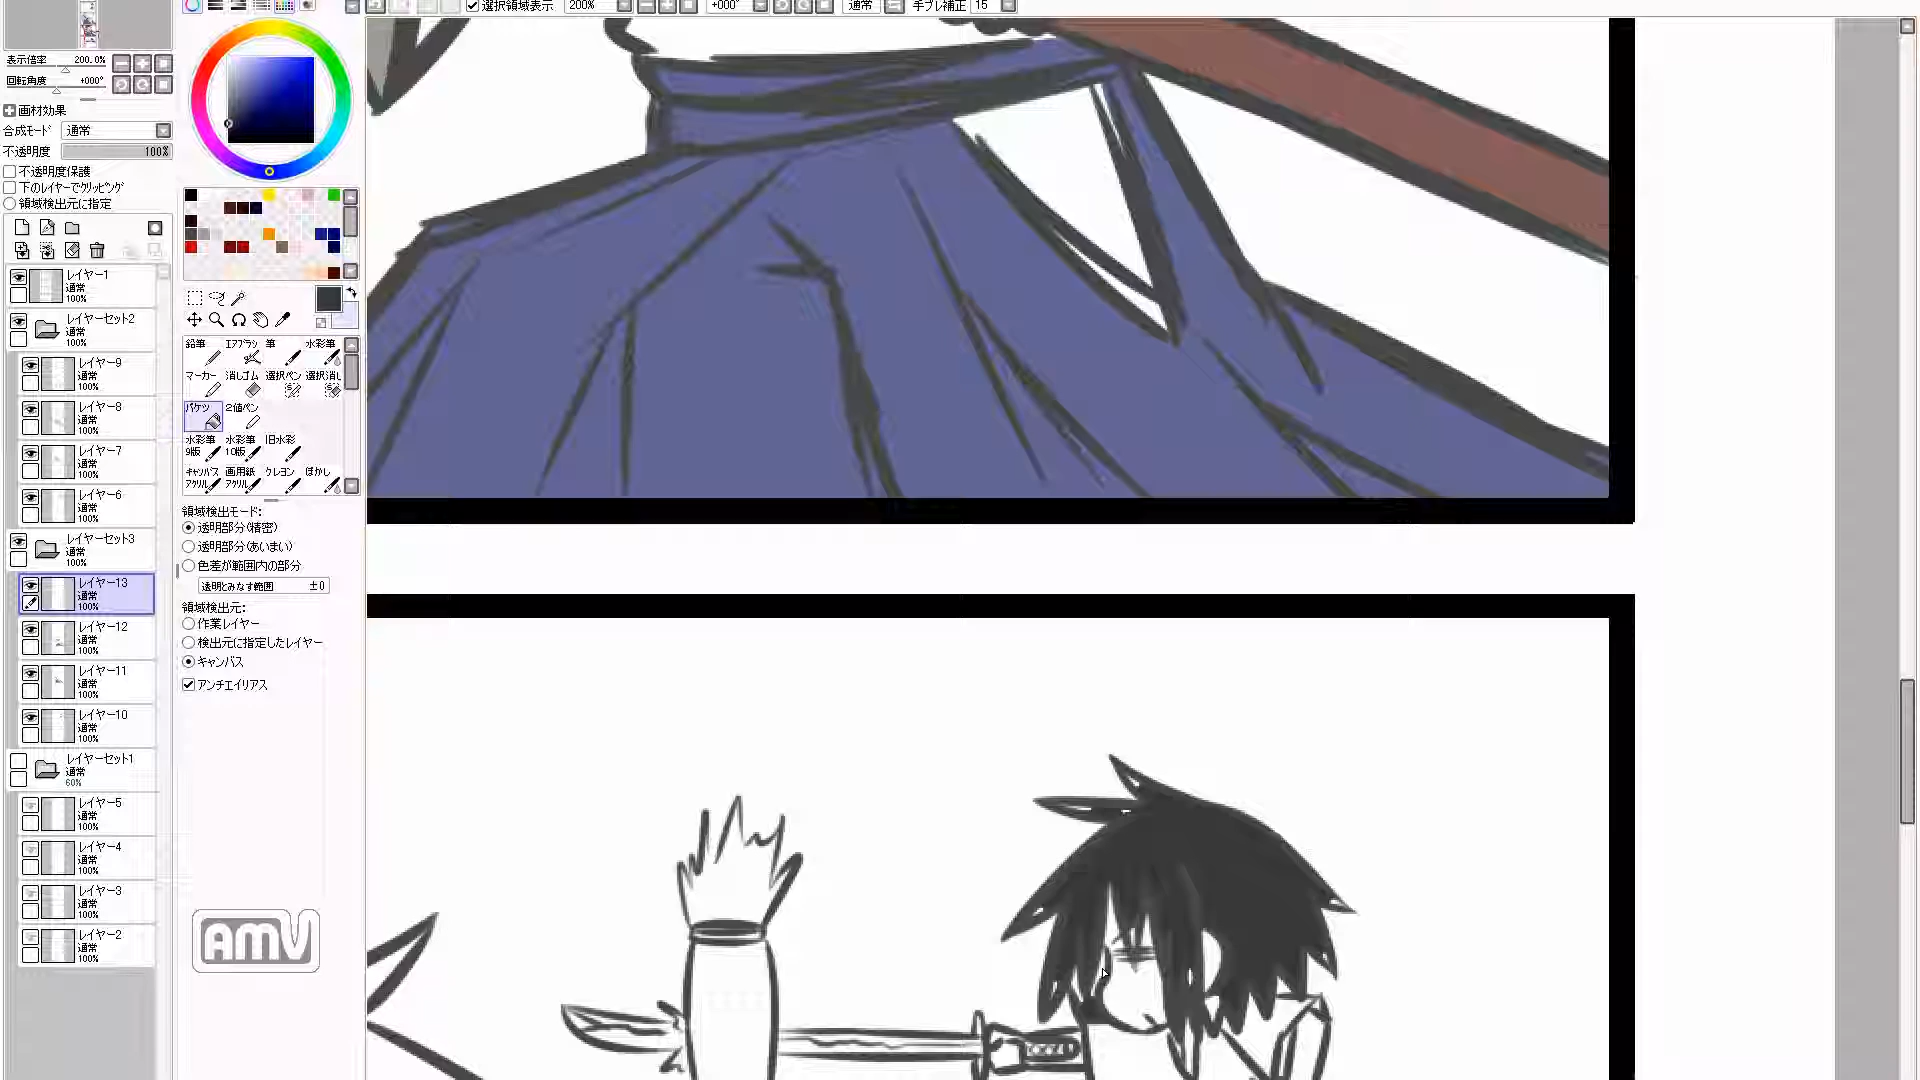 選択領域表示 200% +000° 通常 手ブレ補正 15
表示倍率 200.0%
回転角度 +000°
画材効果
合成モード 通常
不透明度 100%
不透明度保護
下のレイヤーでクリッピング
領域検出元に指定
レイヤー1
通常
100%
レイヤーセット2
通常
100%
レイヤー9
通常
100%
レイヤー8
通常
100%
レイヤー7
通常
100%
レイヤー6
通常
100%
レイヤーセット3
通常
100%
レイヤー13
通常
100%
レイヤー12
通常
100%
レイヤー11
通常
100%
レイヤー10
通常
100%
レイヤーセット1
通常
60%
レイヤー5
通常
100%
レイヤー4
通常
100%
レイヤー3
通常
100%
レイヤー2
通常
100%
鉛筆 エアブラシ 筆 水彩筆
マーカー 消しゴム 選択ペン 選択消し
バケツ 2値ペン
水彩筆 水彩筆 旧水彩
9版 10版
キャンバス 画用紙 クレヨン ぼかし
アクリル アクリル
領域検出モード:
透明部分(精密)
透明部分(あいまい)
色差が範囲内の部分
透明とみなす範囲 ±0
領域検出元:
作業レイヤー
検出元に指定したレイヤー
キャンバス
アンチエイリアス
AMV